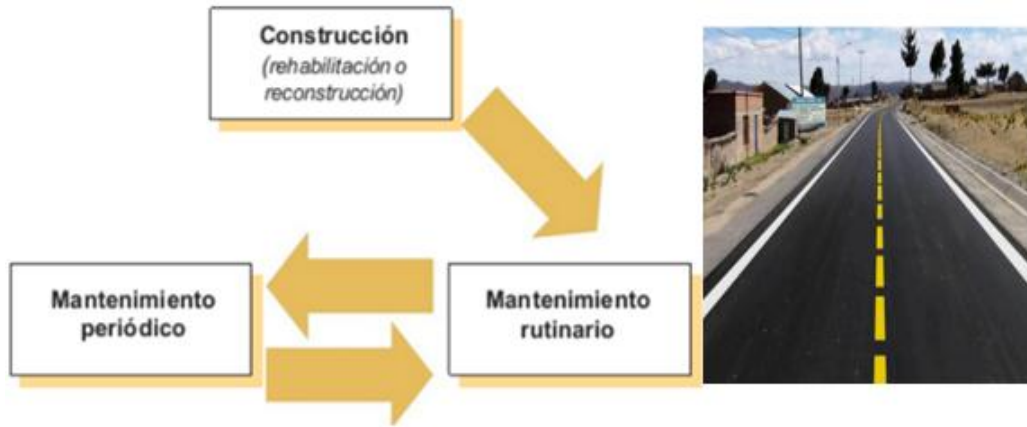 Construcción
(rehabilitación o
reconstrucción)
Mantenimiento
periódico
Mantenimiento
rutinario